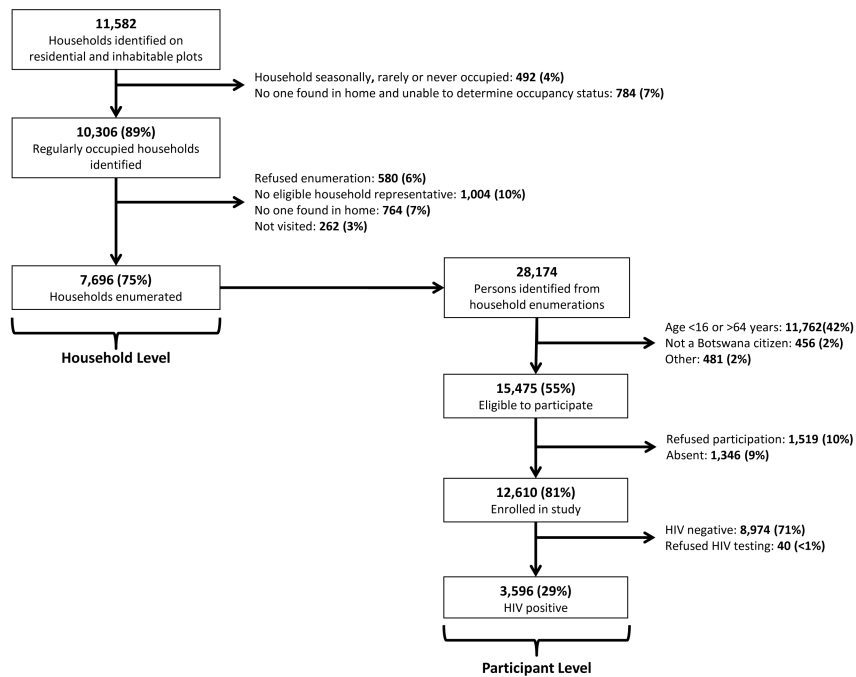 11,582
Households identified on
residential and inhabitable plots
Household seasonally, rarely or never occupied: 492 (4%)
No one found in home and unable to determine occupancy status: 784 (7%)
10,306 (89%)
Regularly occupied households
identified
Refused enumeration: 580 (6%)
No eligible household representative: 1,004 (10%)
No one found in home: 764 (7%)
Not visited: 262 (3%)
7,696 (75%)
Households enumerated
Household Level
28,174
Persons identified from
household enumerations
Age <16 or >64 years: 11,762(42%)
Not a Botswana citizen: 456 (2%)
Other: 481 (2%)
15,475 (55%)
Eligible to participate
Refused participation: 1,519 (10%)
Absent: 1,346 (9%)
12,610 (81%)
Enrolled in study
HIV negative: 8,974 (71%)
Refused HIV testing: 40 (<1%)
3,596 (29%)
HIV positive
Participant Level